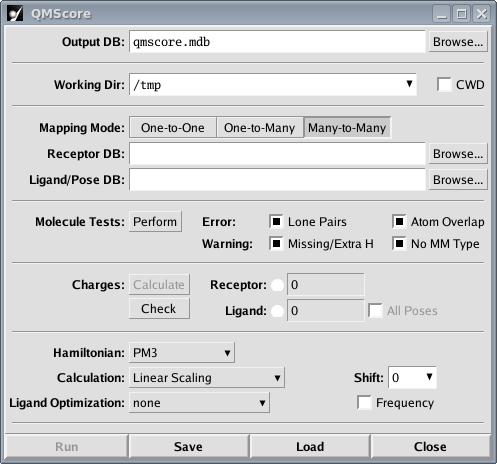 QMScore
Output DB: qmscore.mdb Browse...
Working Dir: /tmp CWD
Mapping Mode: One-to-One One-to-Many Many-to-Many
Receptor DB: Browse...
Ligand/Pose DB: Browse...
Molecule Tests: Perform Error: Lone Pairs Atom Overlap
Warning: Missing/Extra H No MM Type
Charges: Calculate Receptor: 0
Check Ligand: 0 All Poses
Hamiltonian: PM3
Calculation: Linear Scaling Shift: 0
Ligand Optimization: none Frequency
Run Save Load Close